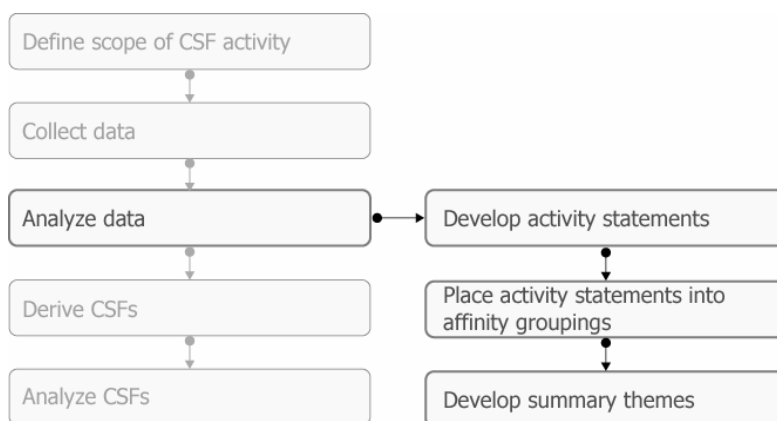 Define scope of CSF activity
Collect data
Analyze data
Derive CSFs
Analyze CSFs
Develop activity statements
Place activity statements into
affinity groupings
Develop summary themes